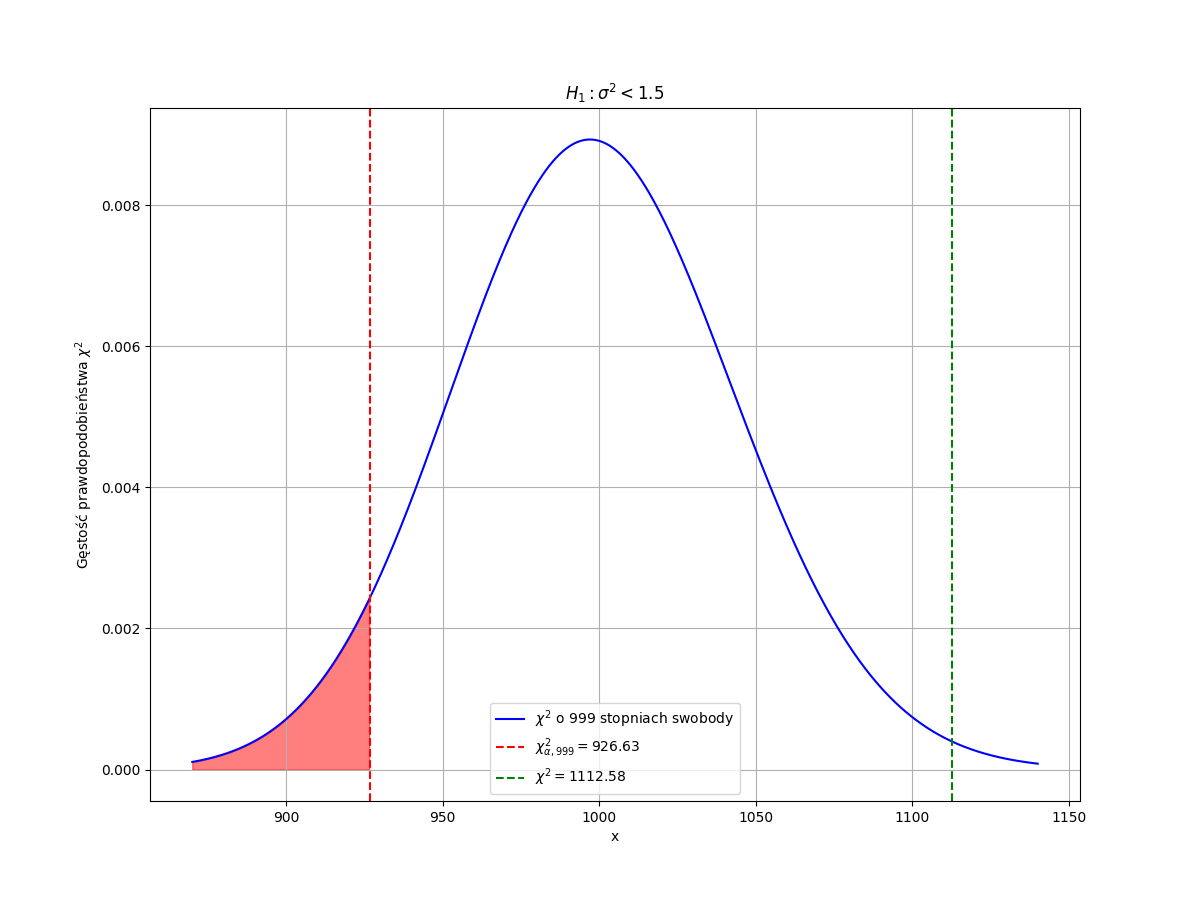 H₁ : σ² < 1.5
Gęstość prawdopodobieństwa χ²
0.008
0.006
0.004
0.002
0.000
χ² o 999 stopniach swobody
χ²α, 999 = 926.63
χ² = 1112.58
900 950 1000 1050 1100 1150
x